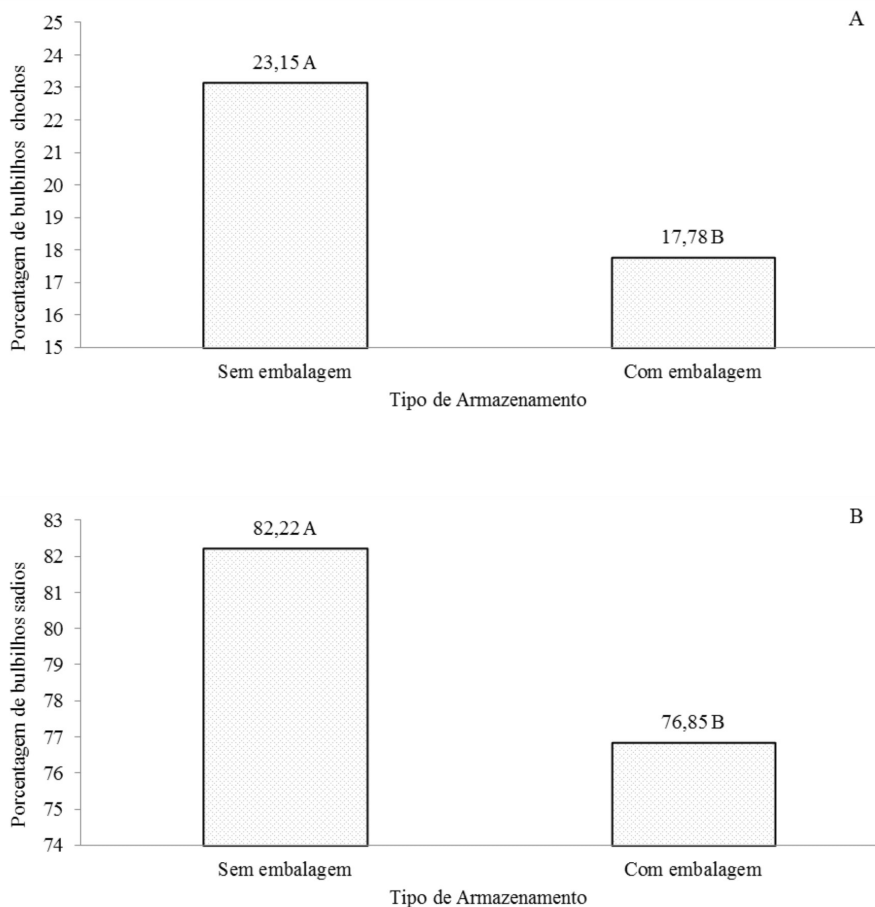 A
Porcentagem de bulbilhos chochos
25
24
23
22
21
20
19
18
17
16
15
23,15 A
17,78 B
Sem embalagem
Com embalagem
Tipo de Armazenamento
B
Porcentagem de bulbilhos sadios
83
82
81
80
79
78
77
76
75
74
82,22 A
76,85 B
Sem embalagem
Com embalagem
Tipo de Armazenamento